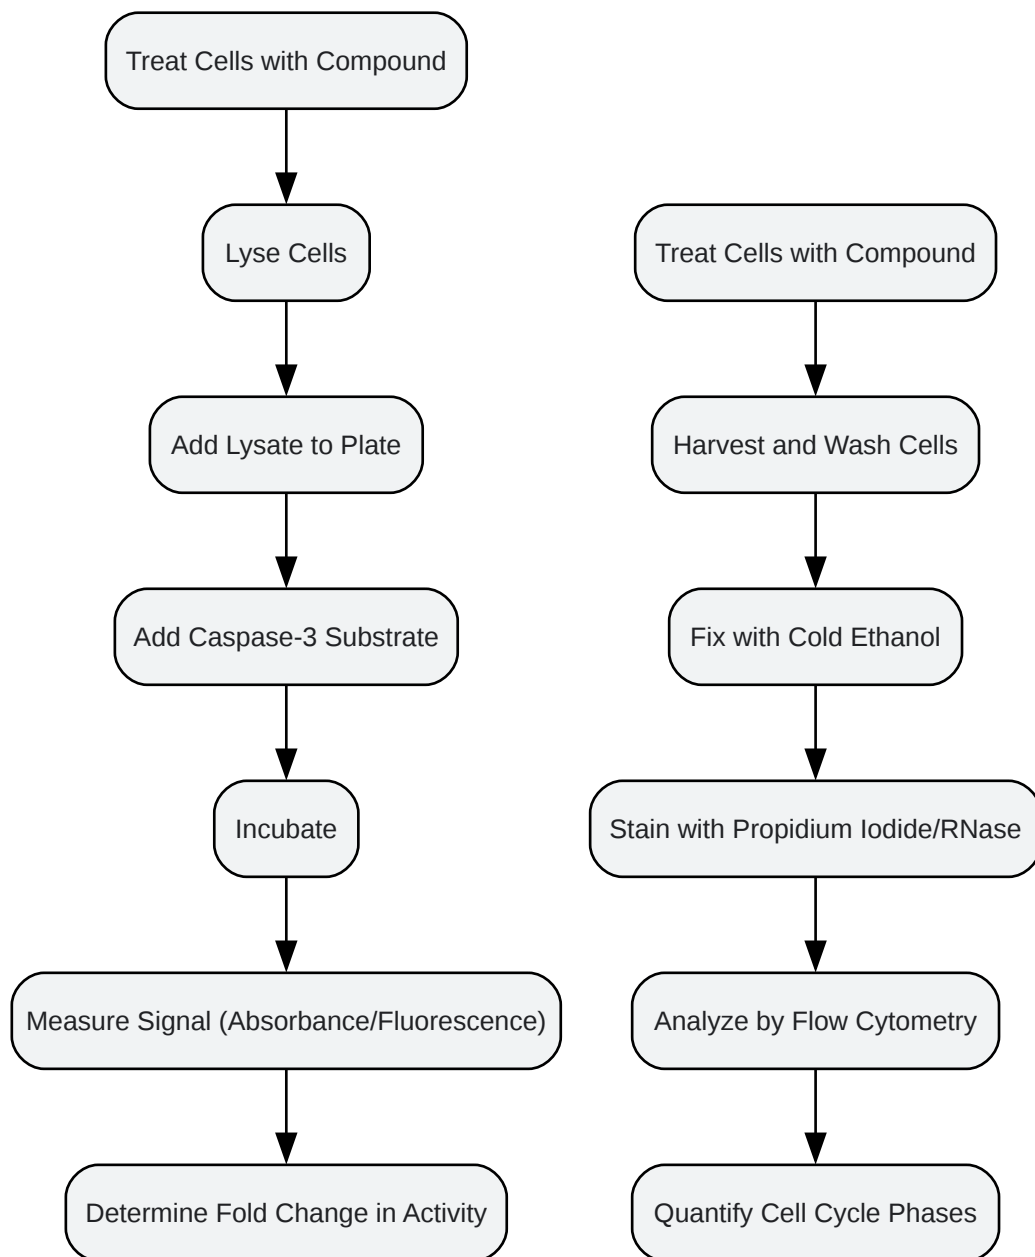 Treat Cells with Compound
Lyse Cells
Add Lysate to Plate
Add Caspase-3 Substrate
Incubate
Measure Signal (Absorbance/Fluorescence)
Determine Fold Change in Activity
Treat Cells with Compound
Harvest and Wash Cells
Fix with Cold Ethanol
Stain with Propidium Iodide/RNase
Analyze by Flow Cytometry
Quantify Cell Cycle Phases